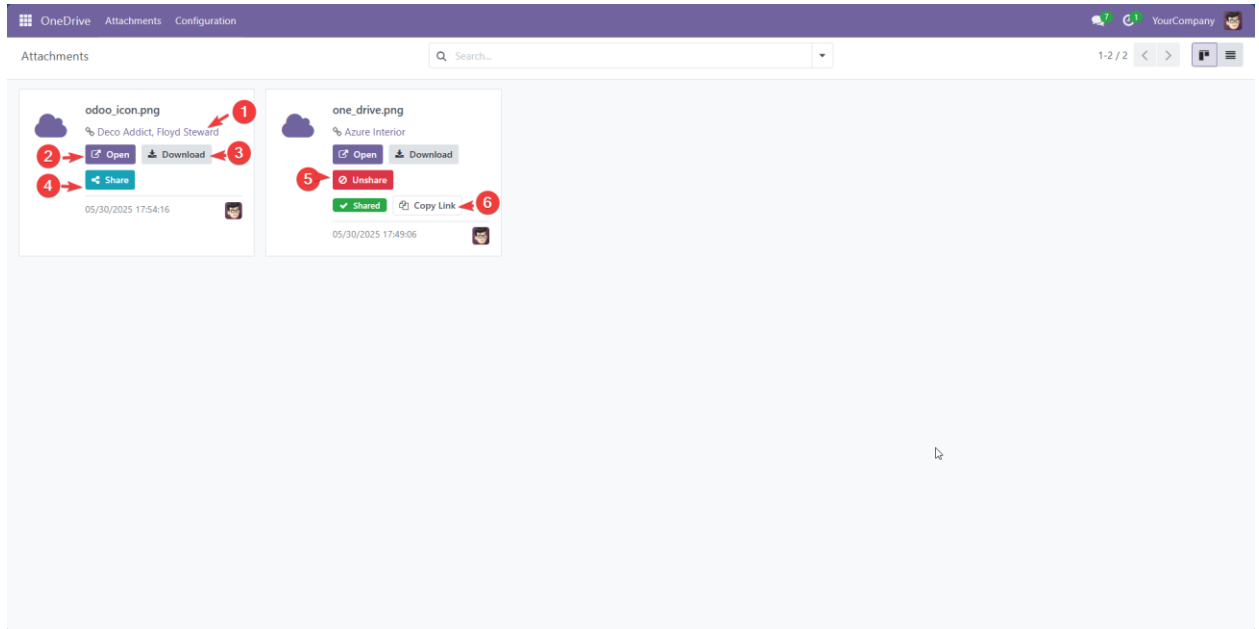 OneDrive Attachments Configuration 7 1 YourCompany
Attachments Search... 1-2 / 2
odoo_icon.png 1
Deco Addict, Floyd Steward
2 Open Download 3
4 Share
05/30/2025 17:54:16
one_drive.png
Azure Interior
Open Download
5 Unshare
Shared Copy Link 6
05/30/2025 17:49:06